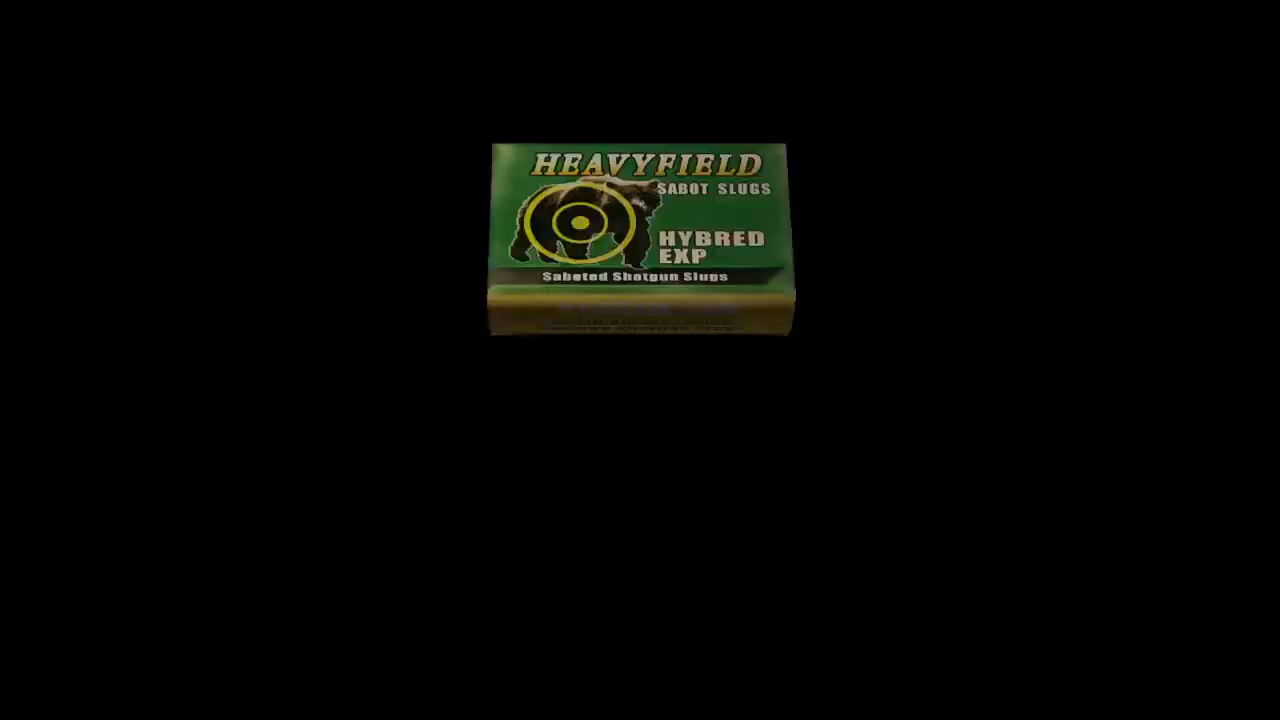 HEAVYFIELD
SABOT SLUGS
HYBRED
EXP
Saboted Shotgun Slugs